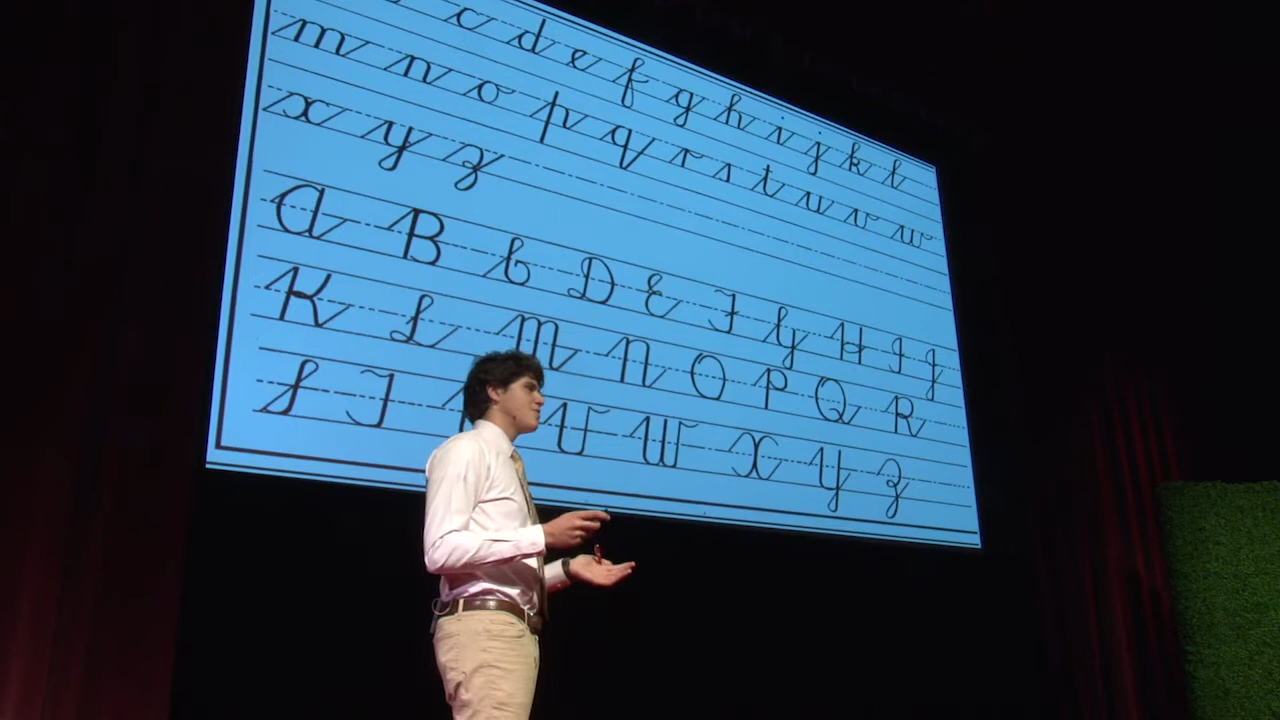 c d e f g h i j k l
m n o p q r s t u v w
x y z
A B C D E F G H I J
K L M N O P Q R
S T U V W X Y Z